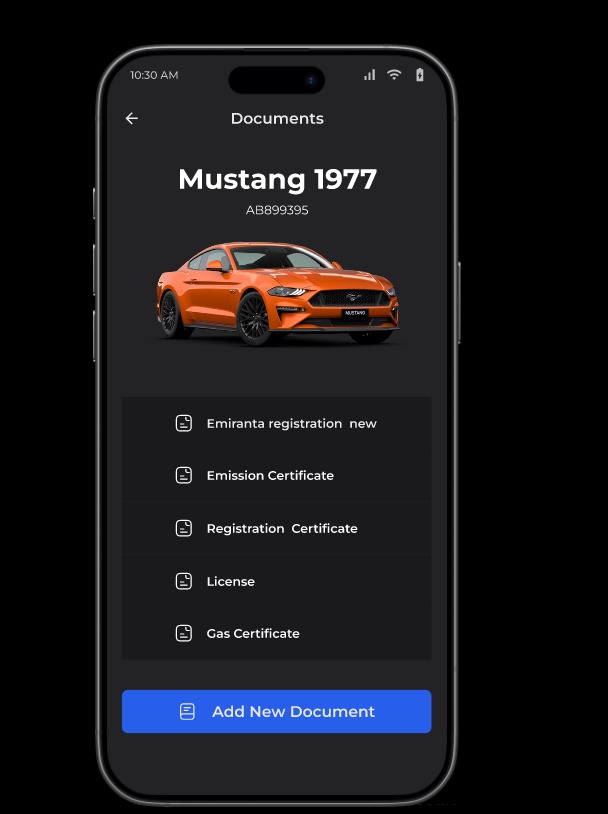 10:30 AM
Documents
Mustang 1977
AB899395
MUSTANG
Emiranta registration  new
Emission Certificate
Registration  Certificate
License
Gas Certificate
Add New Document